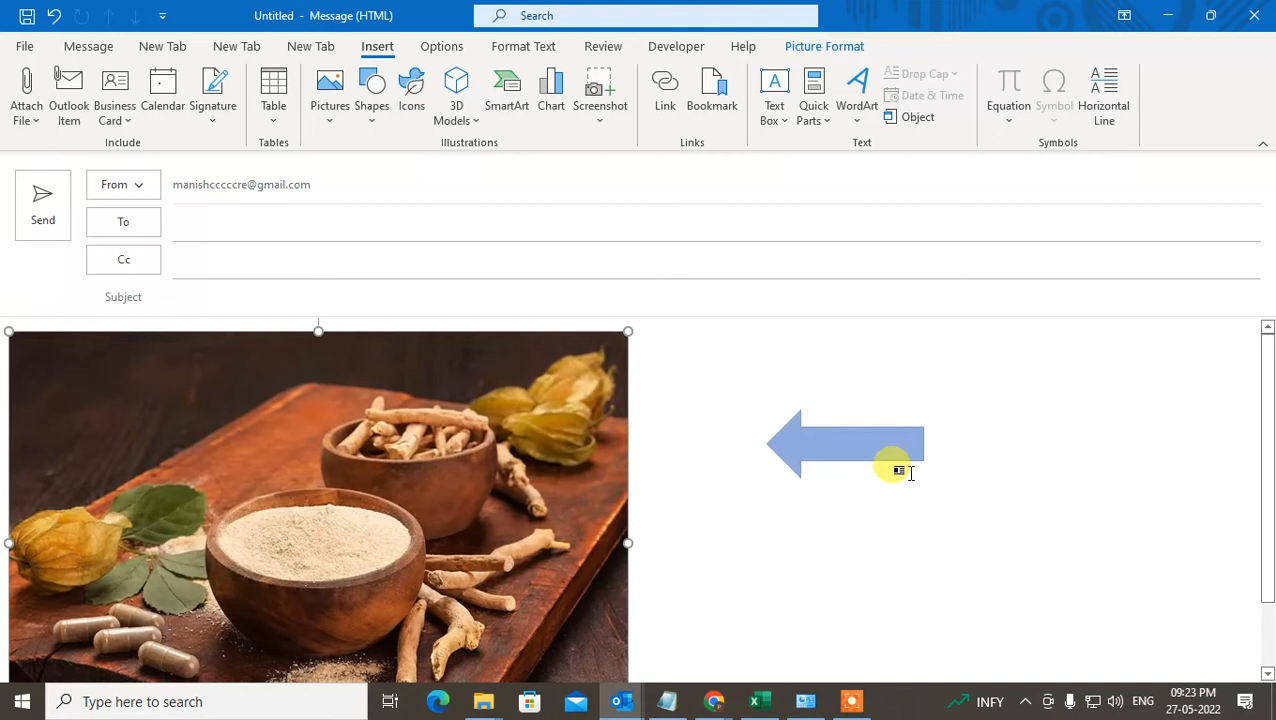 Untitled - Message (HTML)
Search
File Message New Tab New Tab New Tab Insert Options Format Text Review Developer Help Picture Format
Attach File
Outlook Item
Business Card
Calendar
Signature
Include
Table
Tables
Pictures
Shapes
Icons
3D Models
SmartArt
Chart
Screenshot
Illustrations
Link
Bookmark
Links
Text Box
Quick Parts
WordArt
Drop Cap
Date & Time
Object
Text
Equation
Symbol
Horizontal Line
Symbols
Send
From
manishcccccre@gmail.com
To
Cc
Subject
Type here to search
INFY
ENG
09:23 PM
27-05-2022